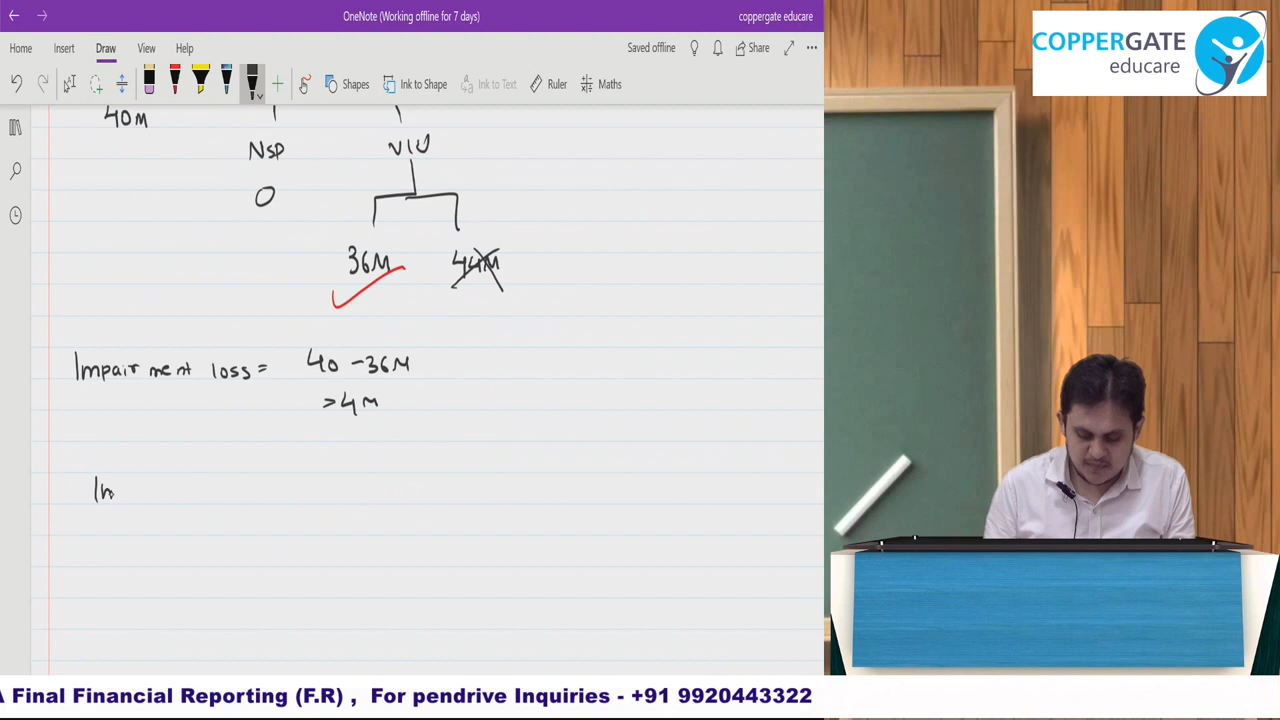 OneNote (Working offline for 7 days)
coppergate educare
Home Insert Draw View Help
Saved offline
Share
Shapes
Ink to Shape
Ink to Text
Ruler
Maths
COPPERGATE
educare
40M
NSP VIU
0
36M 44M
Impairment loss = 40 - 36M
> 4M
In
A Final Financial Reporting (F.R) , For pendrive Inquiries - +91 9920443322